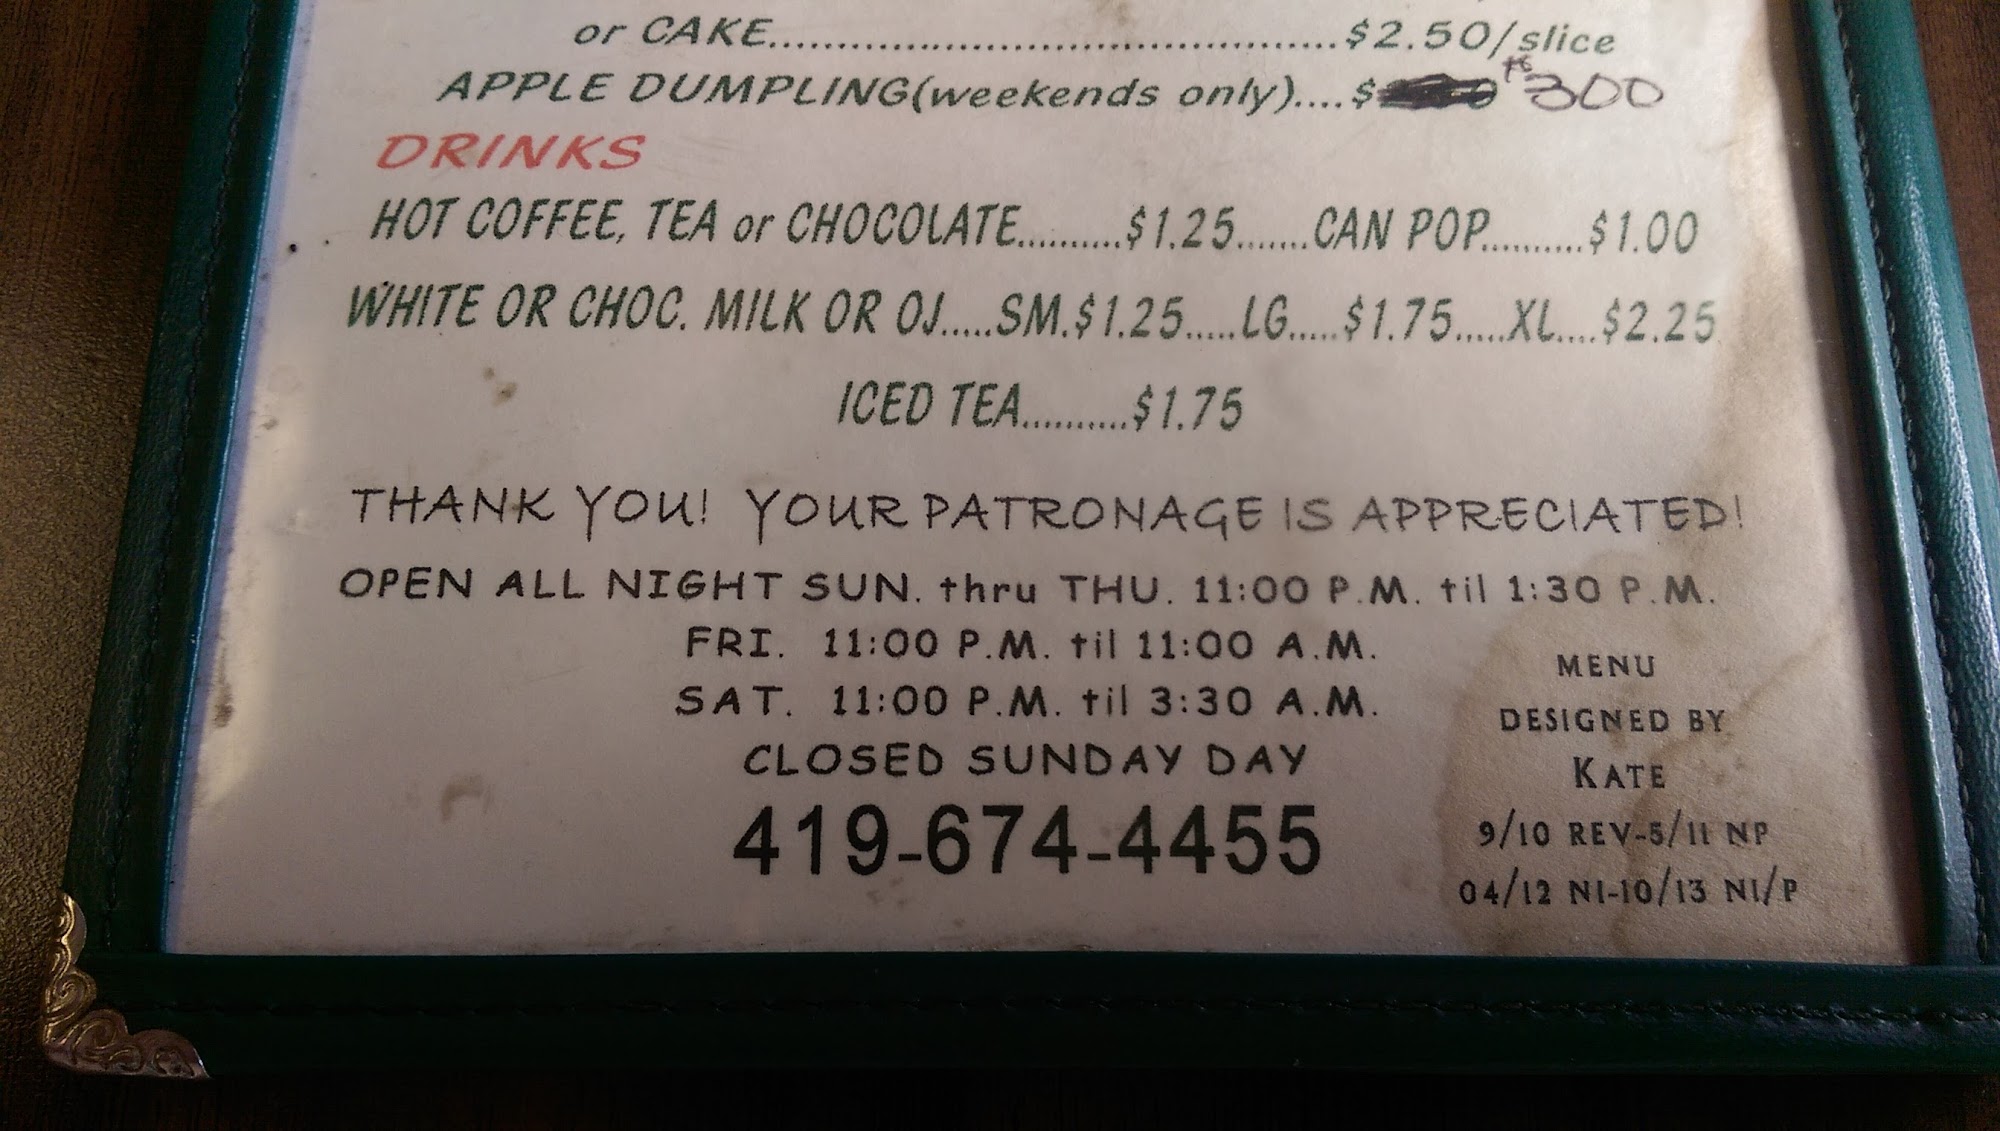 or CAKE..........................................$2.50/slice
APPLE DUMPLING(weekends only)....$ $300
DRINKS
HOT COFFEE, TEA or CHOCOLATE..........$1.25.......CAN POP..........$1.00
WHITE OR CHOC. MILK OR OJ.....SM.$1.25.....LG.....$1.75.....XL....$2.25
ICED TEA..........$1.75
THANK YOU! YOUR PATRONAGE IS APPRECIATED!
OPEN ALL NIGHT SUN. thru THU. 11:00 P.M. til 1:30 P.M.
FRI. 11:00 P.M. til 11:00 A.M.
SAT. 11:00 P.M. til 3:30 A.M.
CLOSED SUNDAY DAY
419-674-4455
MENU
DESIGNED BY
KATE
9/10 REV-5/11 NP
04/12 NI-10/13 NI/P